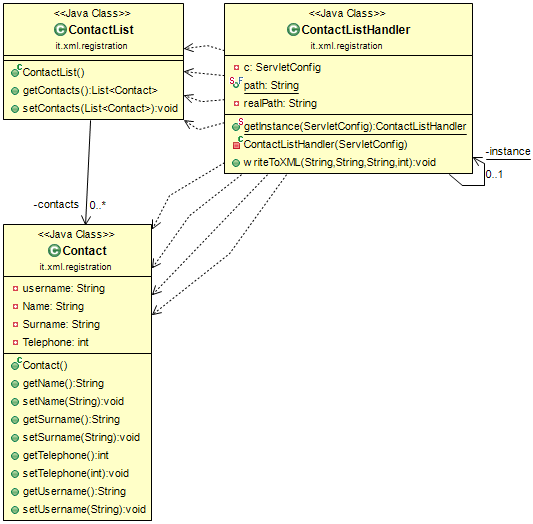 <<Java Class>>
ContactList
it.xml.registration
ContactList()
getContacts():List<Contact>
setContacts(List<Contact>):void
<<Java Class>>
ContactListHandler
it.xml.registration
c: ServletConfig
path: String
realPath: String
getInstance(ServletConfig):ContactListHandler
ContactListHandler(ServletConfig)
writeToXML(String,String,String,int):void
-instance
0..1
-contacts
0..*
<<Java Class>>
Contact
it.xml.registration
username: String
Name: String
Surname: String
Telephone: int
Contact()
getName():String
setName(String):void
getSurname():String
setSurname(String):void
getTelephone():int
setTelephone(int):void
getUsername():String
setUsername(String):void